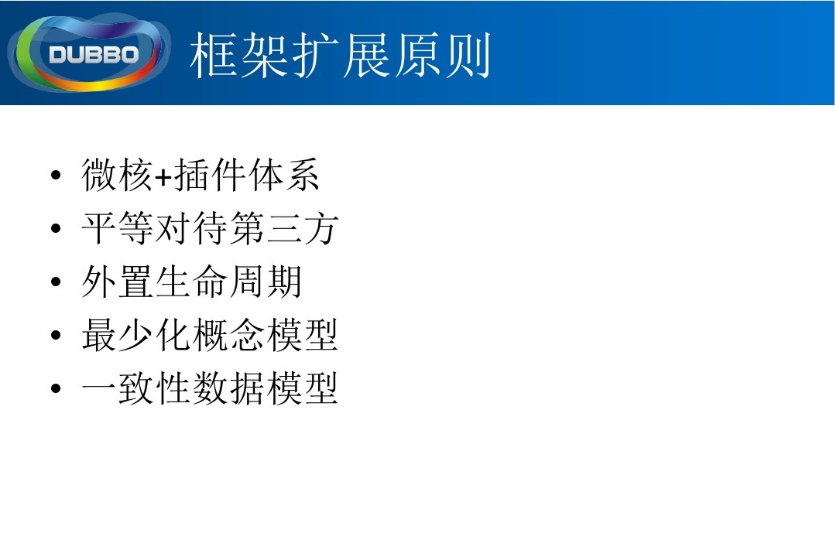 DUBBO 框架扩展原则
• 微核+插件体系
• 平等对待第三方
• 外置生命周期
• 最少化概念模型
• 一致性数据模型